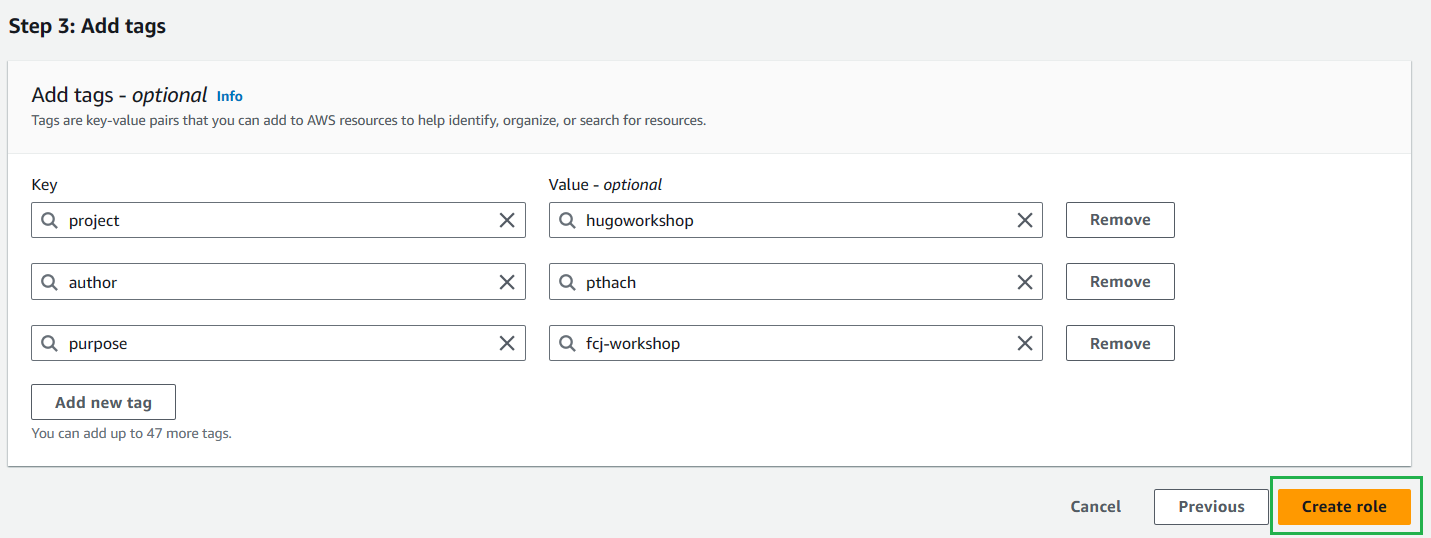 Step 3: Add tags
Add tags - optional Info
Tags are key-value pairs that you can add to AWS resources to help identify, organize, or search for resources.
Key Value - optional
project hugoworkshop Remove
author pthach Remove
purpose fcj-workshop Remove
Add new tag
You can add up to 47 more tags.
Cancel Previous Create role